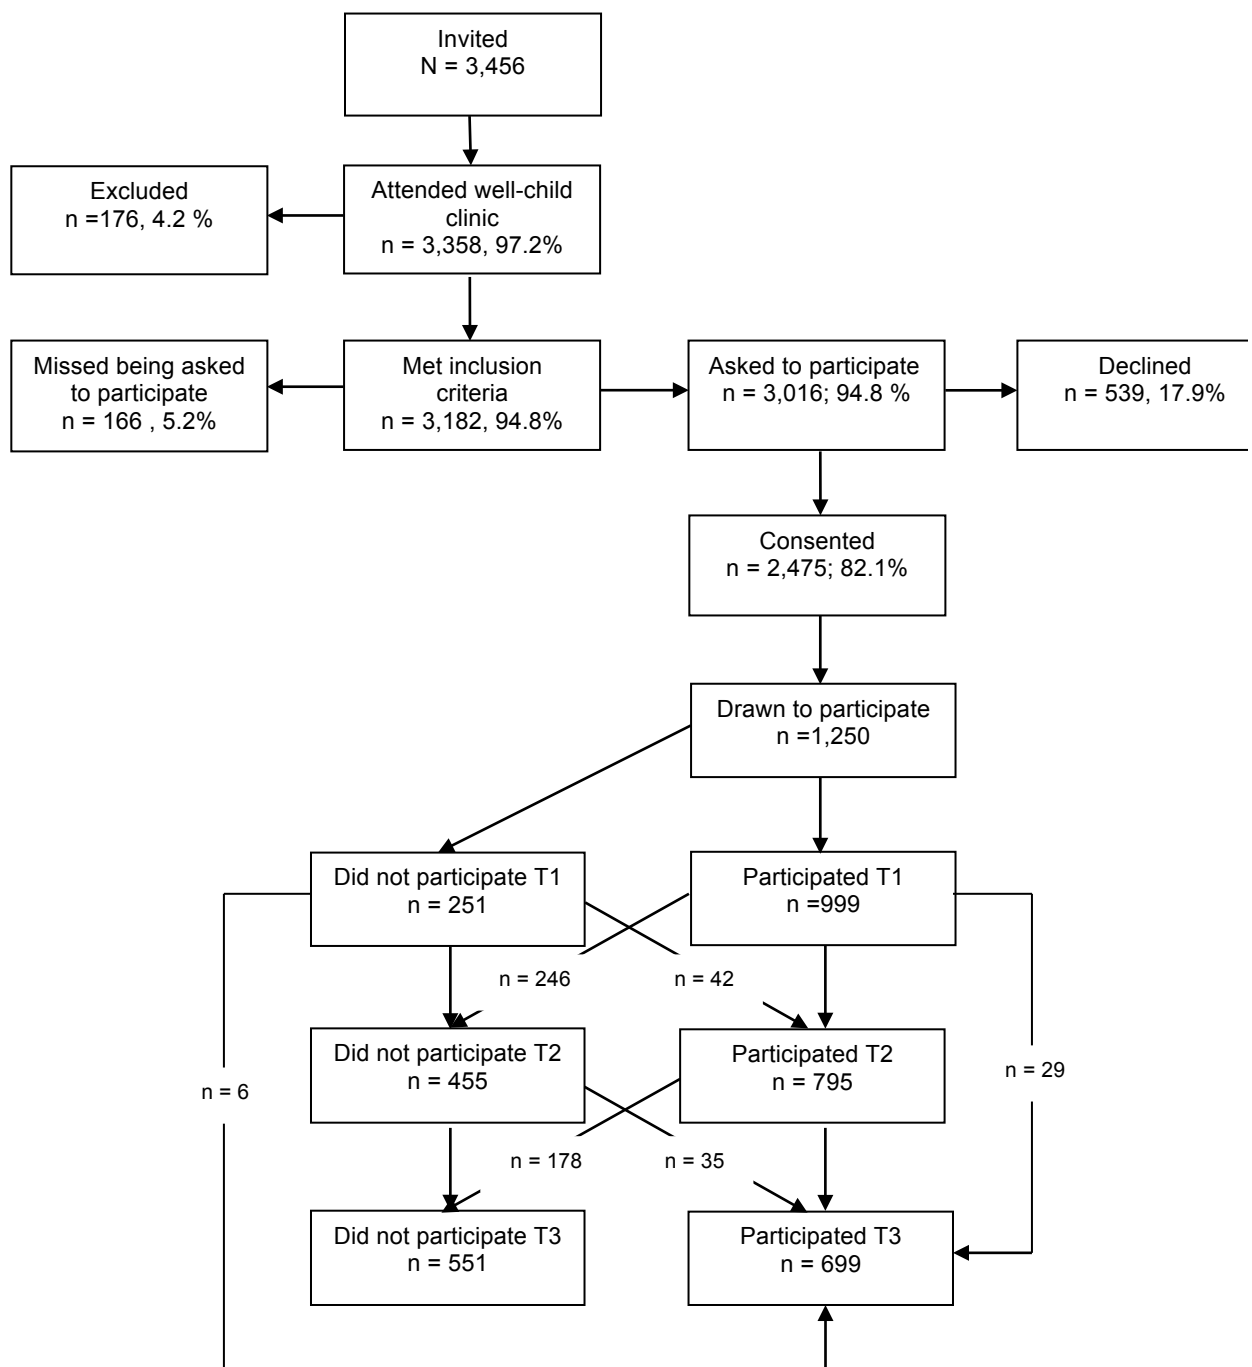 Invited
N = 3,456
Excluded
n =176, 4.2 %
Attended well-child
clinic
n = 3,358, 97.2%
Missed being asked
to participate
n = 166 , 5.2%
Met inclusion
criteria
n = 3,182, 94.8%
Asked to participate
n = 3,016; 94.8 %
Declined
n = 539, 17.9%
Consented
n = 2,475; 82.1%
Drawn to participate
n =1,250
Did not participate T1
n = 251
Participated T1
n =999
n = 246
n = 42
Did not participate T2
n = 455
Participated T2
n = 795
n = 6
n = 29
n = 178
n = 35
Did not participate T3
n = 551
Participated T3
n = 699